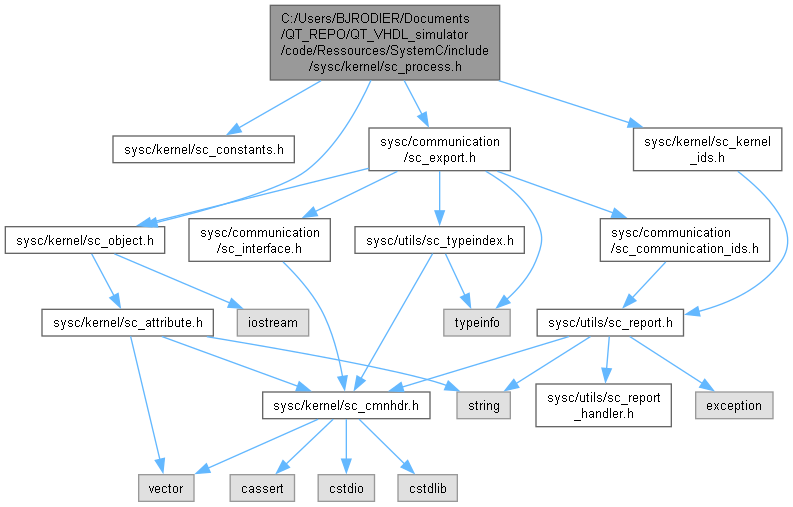 C:/Users/BJRODIER/Documents
/QT_REPO/QT_VHDL_simulator
/code/Ressources/SystemC/include
/sysc/kernel/sc_process.h
sysc/kernel/sc_constants.h
sysc/communication
/sc_export.h
sysc/kernel/sc_kernel
_ids.h
sysc/kernel/sc_object.h
sysc/communication
/sc_interface.h
sysc/utils/sc_typeindex.h
sysc/communication
/sc_communication_ids.h
sysc/kernel/sc_attribute.h
iostream
typeinfo
sysc/utils/sc_report.h
sysc/kernel/sc_cmnhdr.h
string
sysc/utils/sc_report
_handler.h
exception
vector
cassert
cstdio
cstdlib